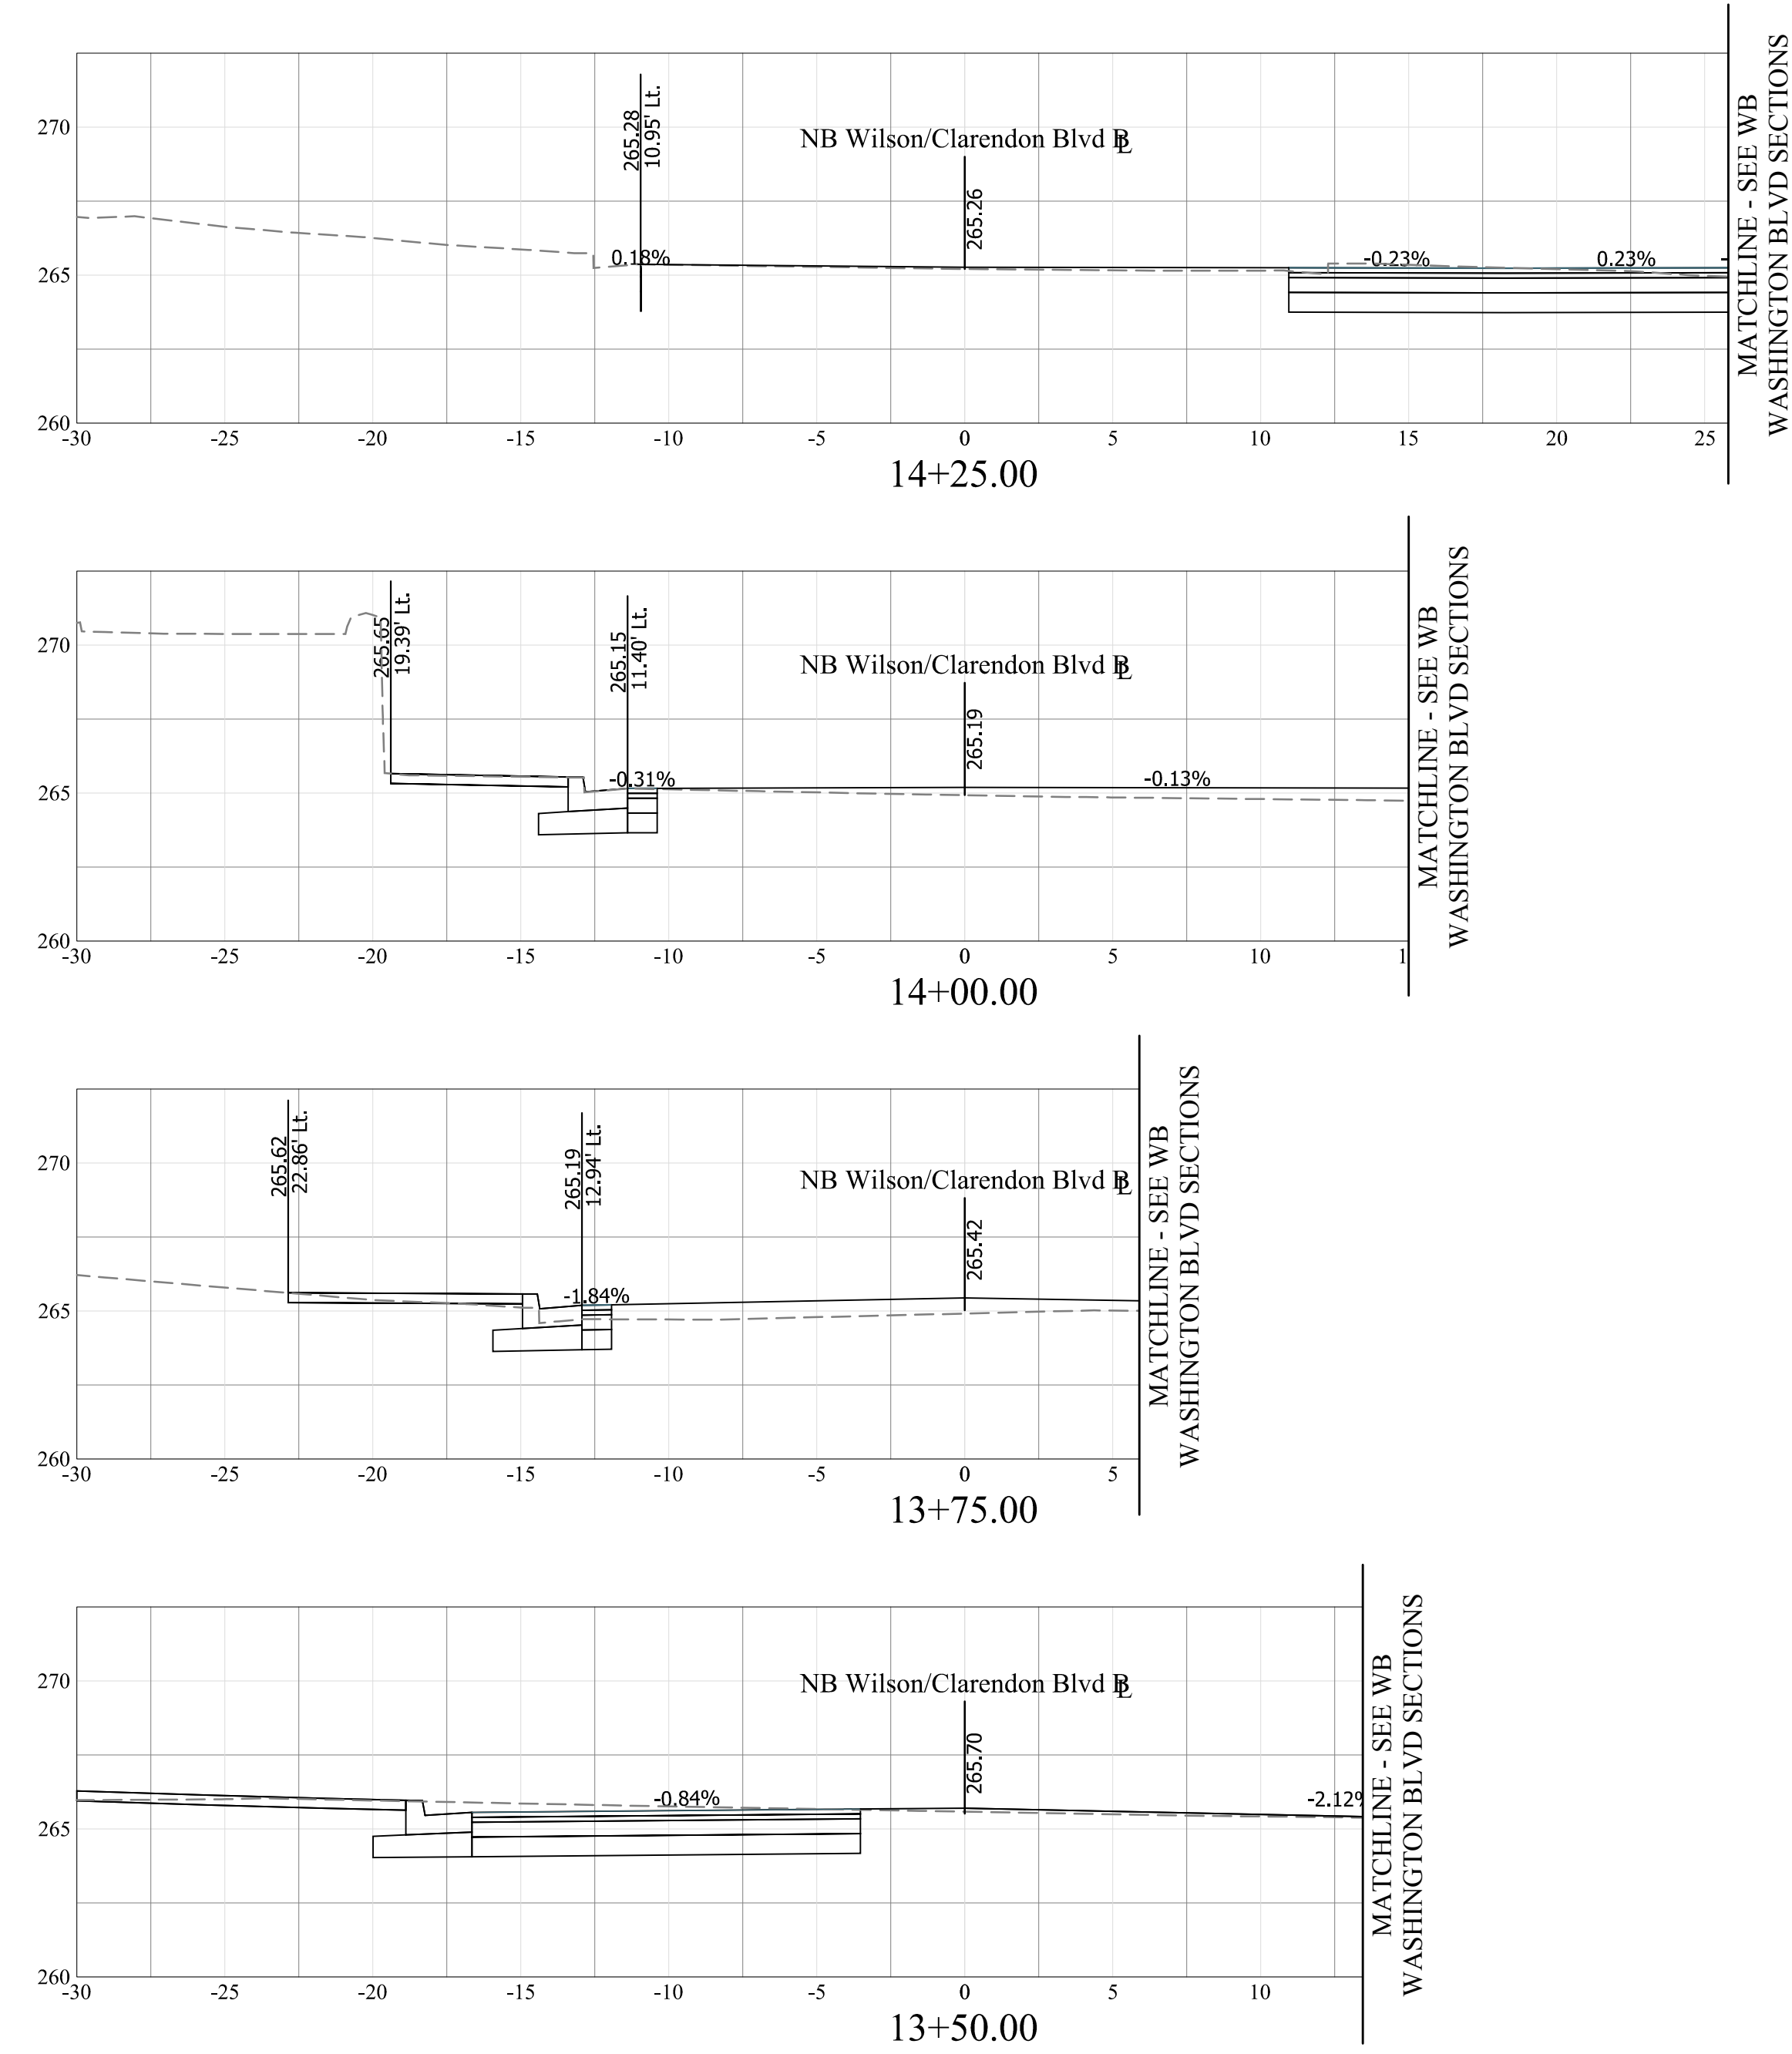 265.28
10.95' Lt.
NB Wilson/Clarendon Blvd BL
265.26
270
265
260
0.18%
-0.23%
0.23%
-30 -25 -20 -15 -10 -5 0 5 10 15 20 25
14+25.00
MATCHLINE - SEE WB
WASHINGTON BLVD SECTIONS
265.65
19.39' Lt.
265.15
11.40' Lt.
NB Wilson/Clarendon Blvd BL
265.19
270
265
260
-0.31%
-0.13%
-30 -25 -20 -15 -10 -5 0 5 10 1
14+00.00
MATCHLINE - SEE WB
WASHINGTON BLVD SECTIONS
265.62
22.86' Lt.
265.19
12.94' Lt.
NB Wilson/Clarendon Blvd BL
265.42
270
265
260
-1.84%
-30 -25 -20 -15 -10 -5 0 5
13+75.00
MATCHLINE - SEE WB
WASHINGTON BLVD SECTIONS
NB Wilson/Clarendon Blvd BL
265.70
270
265
260
-0.84%
-2.12%
-30 -25 -20 -15 -10 -5 0 5 10
13+50.00
MATCHLINE - SEE WB
WASHINGTON BLVD SECTIONS